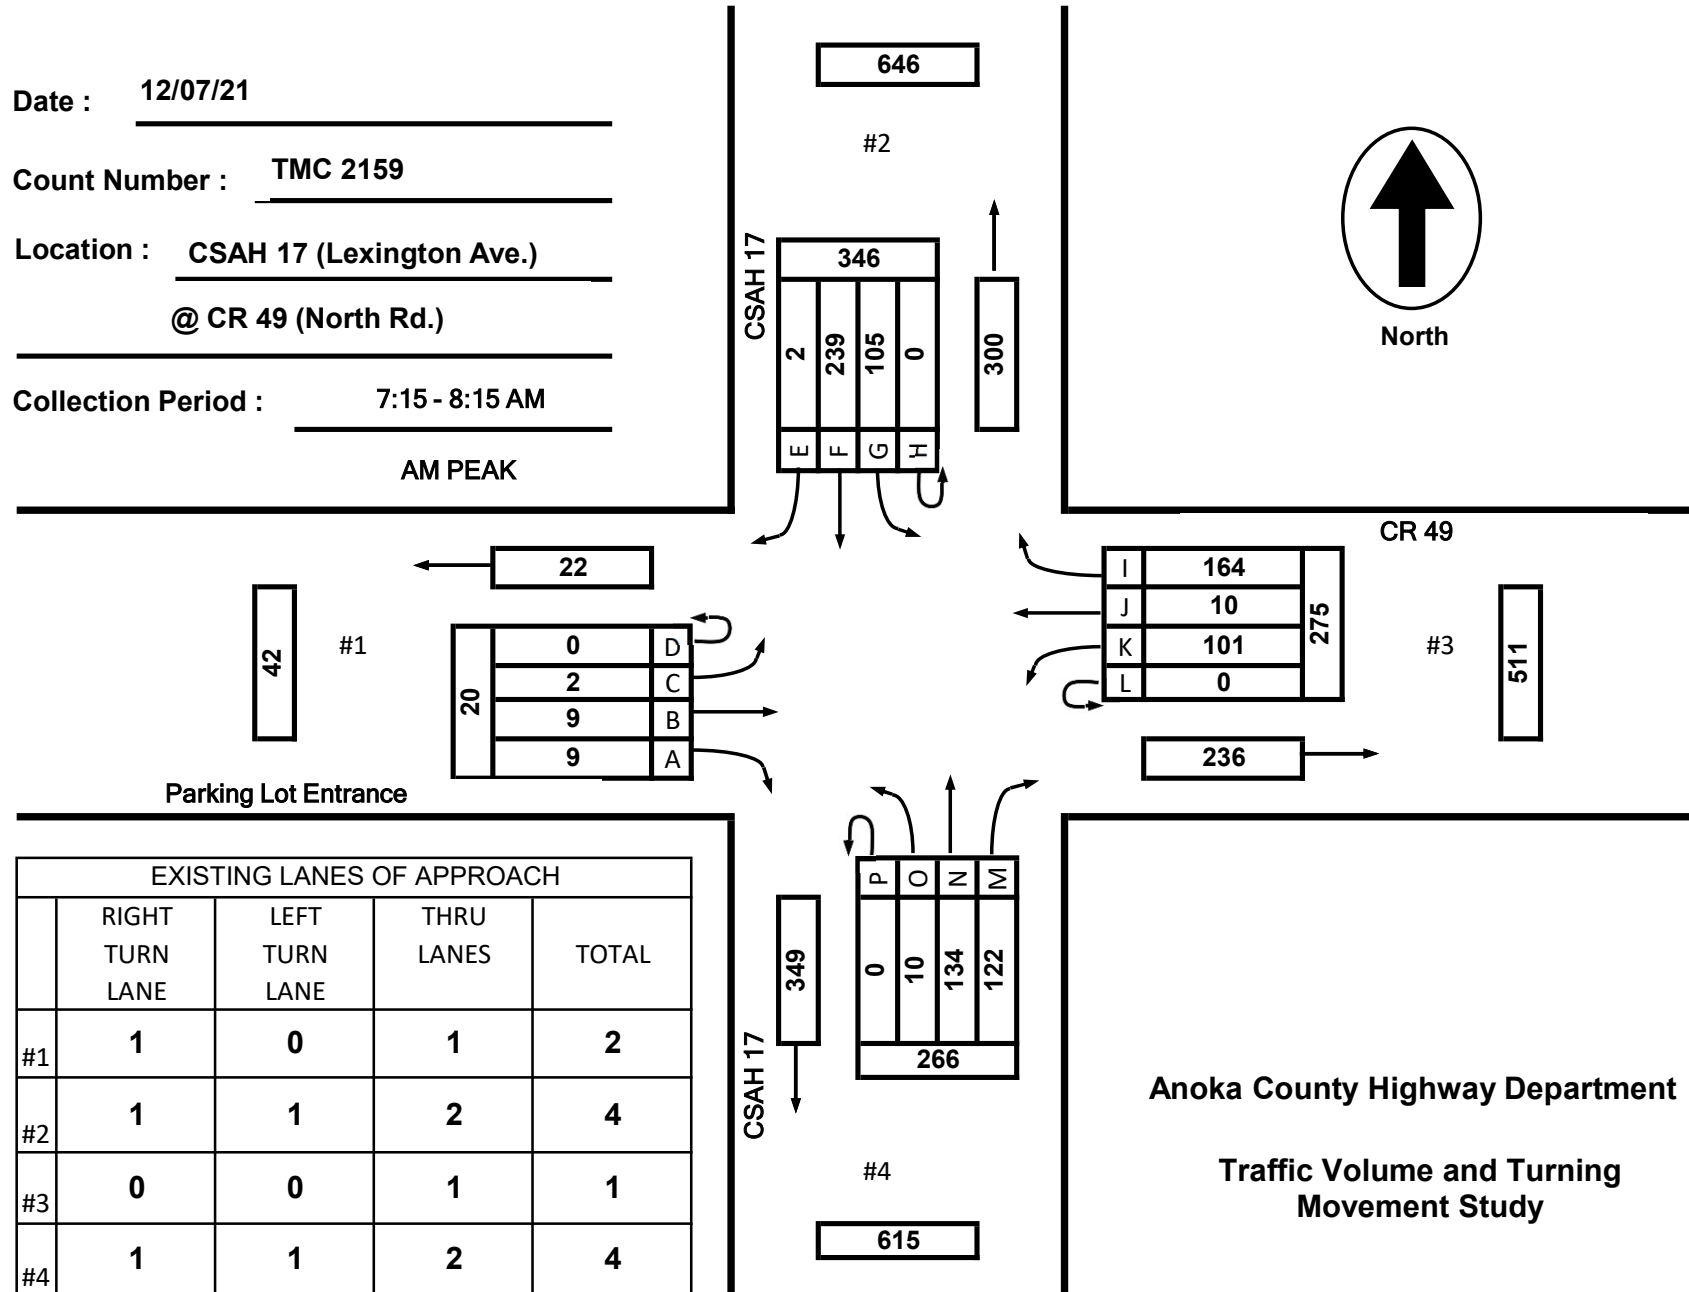 Date : 12/07/21
Count Number : TMC 2159
Location : CSAH 17 (Lexington Ave.)
@ CR 49 (North Rd.)
Collection Period : 7:15 - 8:15 AM
AM PEAK
646
#2
CSAH 17
346
2 239 105 0
E F G H
300
North
CR 49
22
42
#1
20
0 D
2 C
9 B
9 A
Parking Lot Entrance
I 164
J 10
K 101
L 0
275
#3
511
236
P O N M
0 10 134 122
266
349
CSAH 17
#4
615
EXISTING LANES OF APPROACH
RIGHT LEFT THRU
TURN TURN LANES TOTAL
LANE LANE
#1 1 0 1 2
#2 1 1 2 4
#3 0 0 1 1
#4 1 1 2 4
Anoka County Highway Department
Traffic Volume and Turning
Movement Study